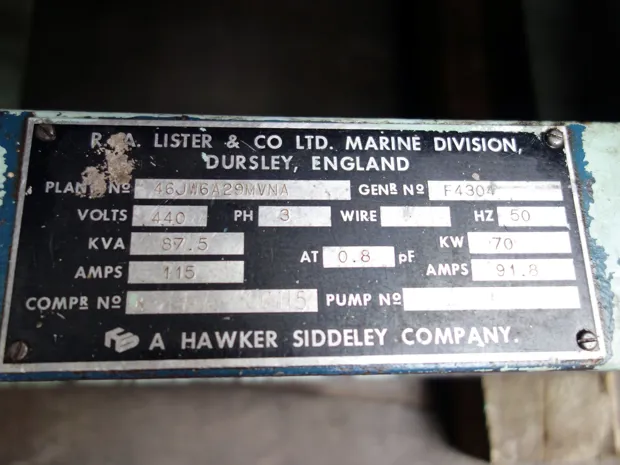 R. A. LISTER & CO LTD. MARINE DIVISION,
DURSLEY, ENGLAND
PLANT Nº 46JW6A29MVNA GENR Nº F4304
VOLTS 440 PH 3 WIRE HZ 50
KVA 87.5 AT 0.8 PF KW 70
AMPS 115 AMPS 91.8
COMPR Nº PUMP Nº
A HAWKER SIDDELEY COMPANY.